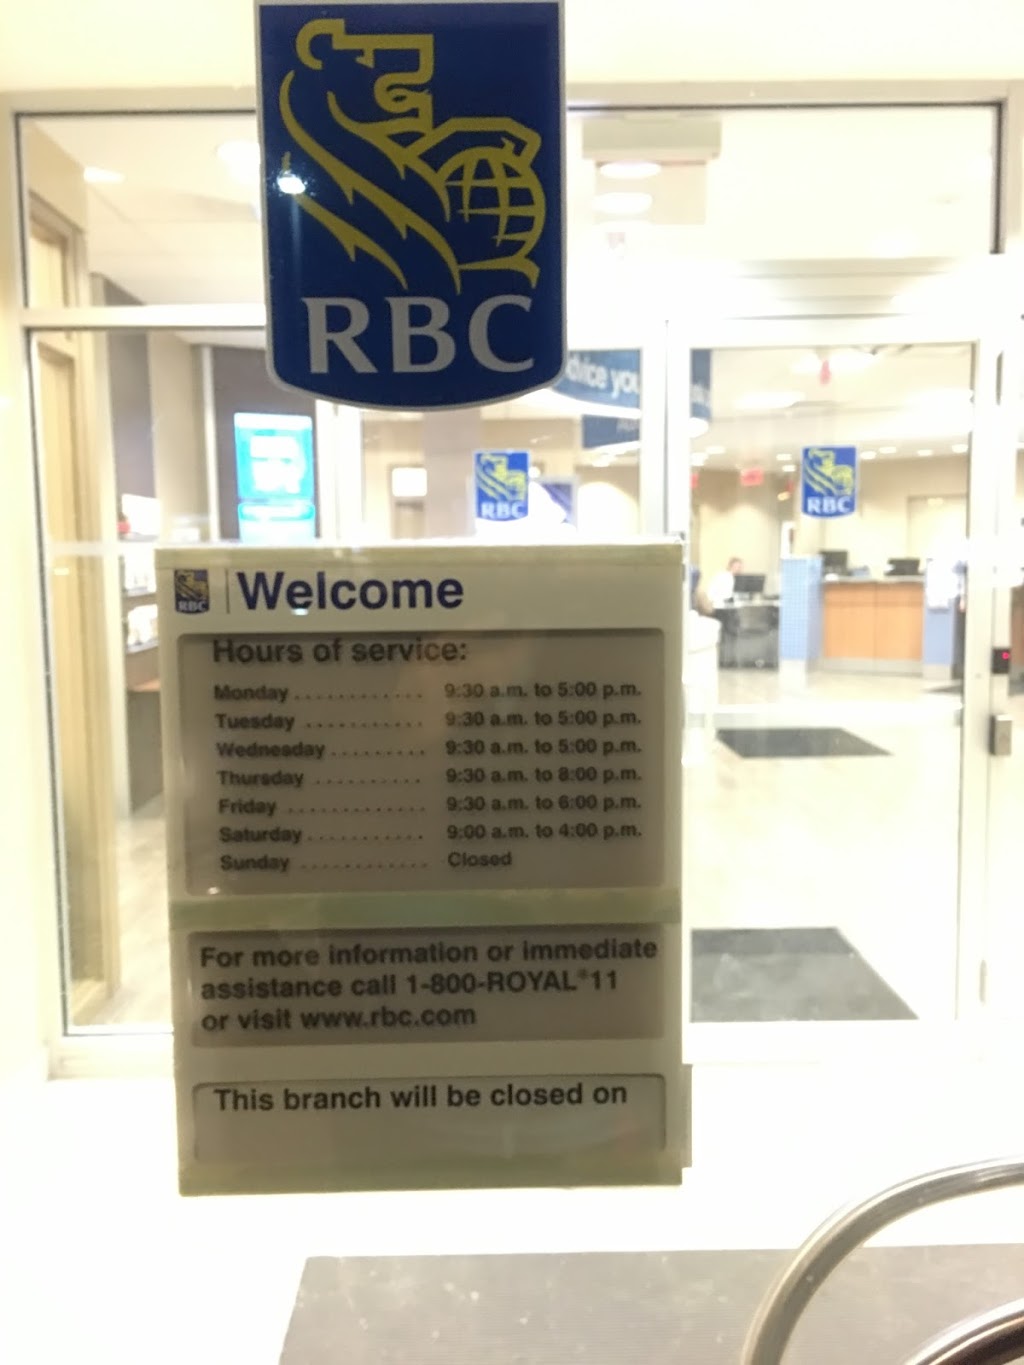 RBC
dvice you
RBC
RBC
RBC
Welcome
Hours of service:
Monday ............ 9:30 a.m. to 5:00 p.m.
Tuesday ........... 9:30 a.m. to 5:00 p.m.
Wednesday ......... 9:30 a.m. to 5:00 p.m.
Thursday .......... 9:30 a.m. to 8:00 p.m.
Friday ............ 9:30 a.m. to 6:00 p.m.
Saturday .......... 9:00 a.m. to 4:00 p.m.
Sunday ............ Closed
For more information or immediate
assistance call 1-800-ROYAL®11
or visit www.rbc.com
This branch will be closed on